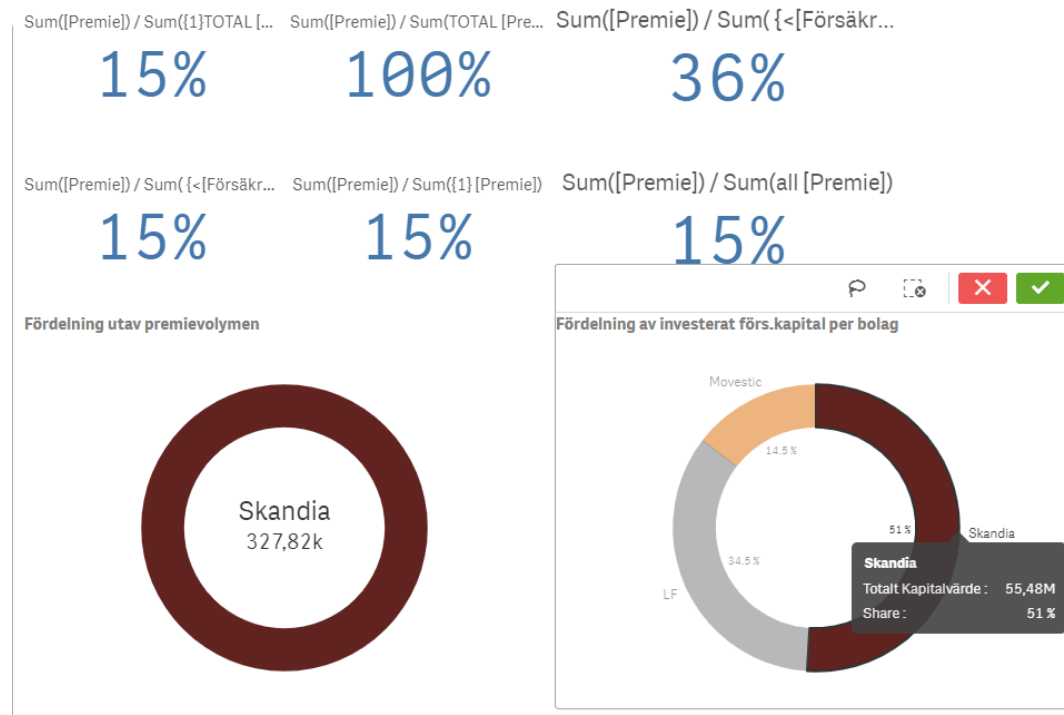 Sum([Premie]) / Sum({1}TOTAL [...
Sum([Premie]) / Sum(TOTAL [Pre...
Sum([Premie]) / Sum( {<[Försäkr...
15%
100%
36%
Sum([Premie]) / Sum( {<[Försäkr...
Sum([Premie]) / Sum({1} [Premie])
Sum([Premie]) / Sum(all [Premie])
15%
15%
15%
Fördelning utav premievolymen
Skandia
327,82k
Fördelning av investerat förs.kapital per bolag
Movestic
14.5 %
51 %
Skandia
34.5 %
LF
Skandia
Totalt Kapitalvärde : 55,48M
Share : 51 %